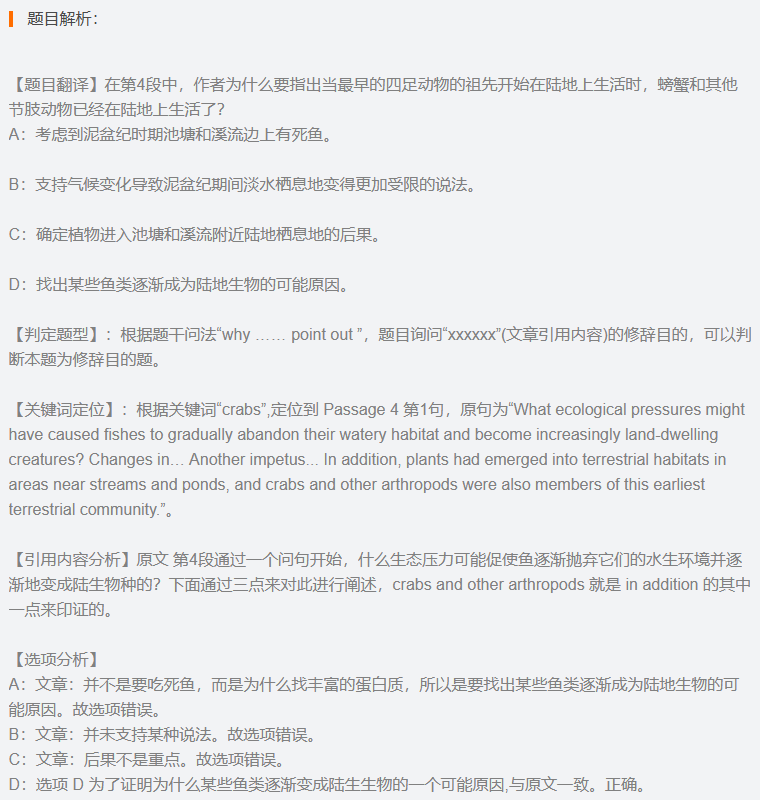 题目解析：
【题目翻译】在第4段中，作者为什么要指出当最早的四足动物的祖先开始在陆地上生活时，螃蟹和其他
节肢动物已经在陆地上生活了？
A：考虑到泥盆纪时期池塘和溪流边上有死鱼。
B：支持气候变化导致泥盆纪期间淡水栖息地变得更加受限的说法。
C：确定植物进入池塘和溪流附近陆地栖息地的后果。
D：找出某些鱼类逐渐成为陆地生物的可能原因。
【判定题型】：根据题干问法“why …… point out ”，题目询问“xxxxxx”(文章引用内容)的修辞目的，可以判
断本题为修辞目的题。
【关键词定位】：根据关键词“crabs”,定位到 Passage 4 第1句，原句为“What ecological pressures might
have caused fishes to gradually abandon their watery habitat and become increasingly land-dwelling
creatures? Changes in… Another impetus... In addition, plants had emerged into terrestrial habitats in
areas near streams and ponds, and crabs and other arthropods were also members of this earliest
terrestrial community.”。
【引用内容分析】原文 第4段通过一个问句开始，什么生态压力可能促使鱼逐渐抛弃它们的水生环境并逐
渐地变成陆生物种的？下面通过三点来对此进行阐述，crabs and other arthropods 就是 in addition 的其中
一点来印证的。
【选项分析】
A：文章：并不是要吃死鱼，而是为什么找丰富的蛋白质，所以是要找出某些鱼类逐渐成为陆地生物的可
能原因。故选项错误。
B：文章：并未支持某种说法。故选项错误。
C：文章：后果不是重点。故选项错误。
D：选项 D 为了证明为什么某些鱼类逐渐变成陆生生物的一个可能原因,与原文一致。正确。